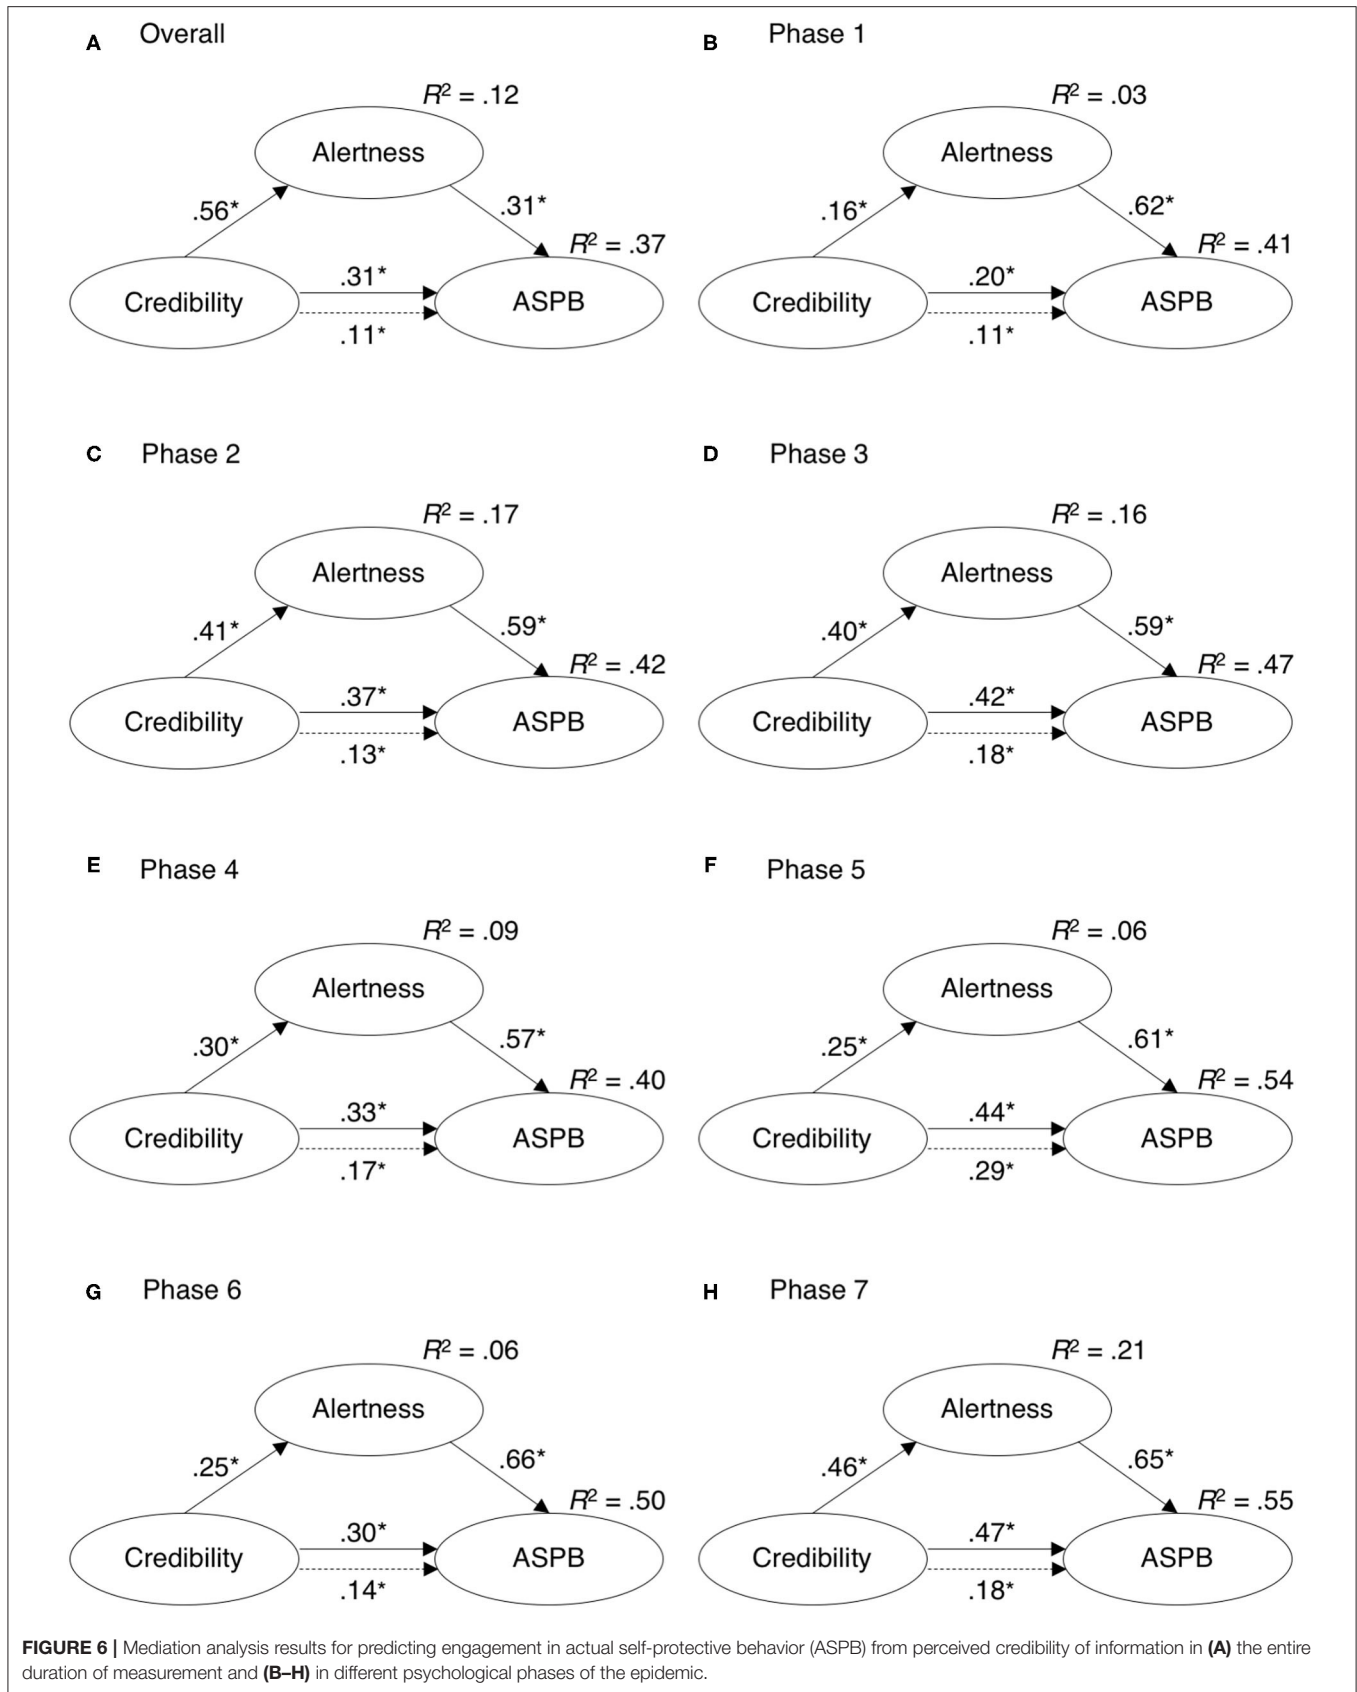 A Overall
R² = .12
Alertness
.56*
.31*
R² = .37
Credibility
.31*
ASPB
.11*
B Phase 1
R² = .03
Alertness
.16*
.62*
R² = .41
Credibility
.20*
ASPB
.11*
C Phase 2
R² = .17
Alertness
.41*
.59*
R² = .42
Credibility
.37*
ASPB
.13*
D Phase 3
R² = .16
Alertness
.40*
.59*
R² = .47
Credibility
.42*
ASPB
.18*
E Phase 4
R² = .09
Alertness
.30*
.57*
R² = .40
Credibility
.33*
ASPB
.17*
F Phase 5
R² = .06
Alertness
.25*
.61*
R² = .54
Credibility
.44*
ASPB
.29*
G Phase 6
R² = .06
Alertness
.25*
.66*
R² = .50
Credibility
.30*
ASPB
.14*
H Phase 7
R² = .21
Alertness
.46*
.65*
R² = .55
Credibility
.47*
ASPB
.18*
FIGURE 6 | Mediation analysis results for predicting engagement in actual self-protective behavior (ASPB) from perceived credibility of information in (A) the entire
duration of measurement and (B–H) in different psychological phases of the epidemic.